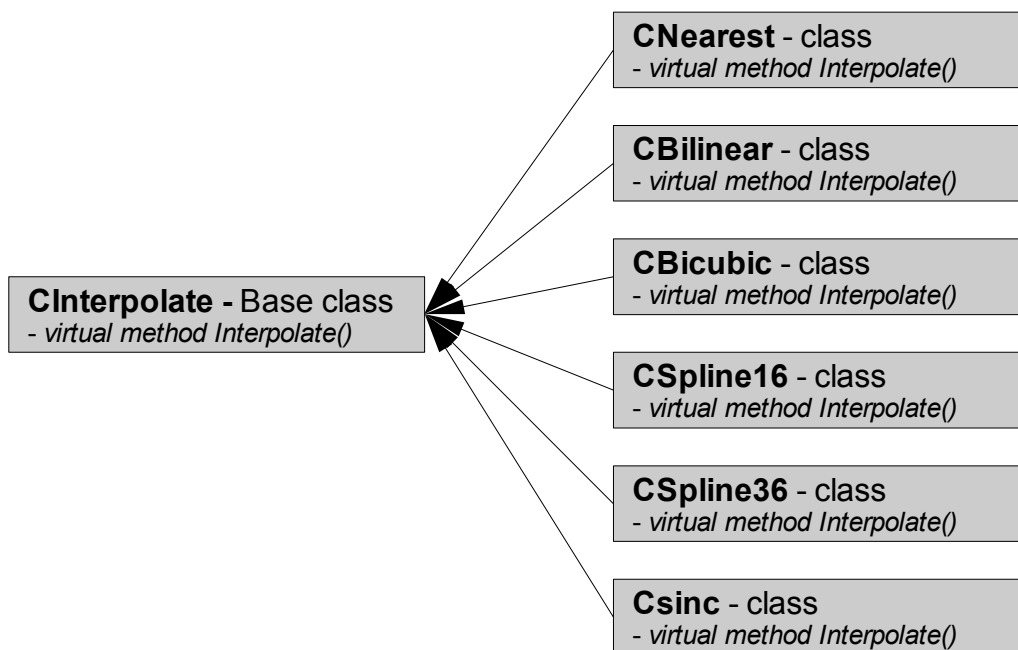 CNearest - class
- virtual method Interpolate()
CBilinear - class
- virtual method Interpolate()
CBicubic - class
- virtual method Interpolate()
CInterpolate - Base class
- virtual method Interpolate()
CSpline16 - class
- virtual method Interpolate()
CSpline36 - class
- virtual method Interpolate()
Csinc - class
- virtual method Interpolate()